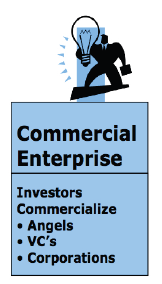 Commercial
Enterprise
Investors
Commercialize
• Angels
• VC's
• Corporations